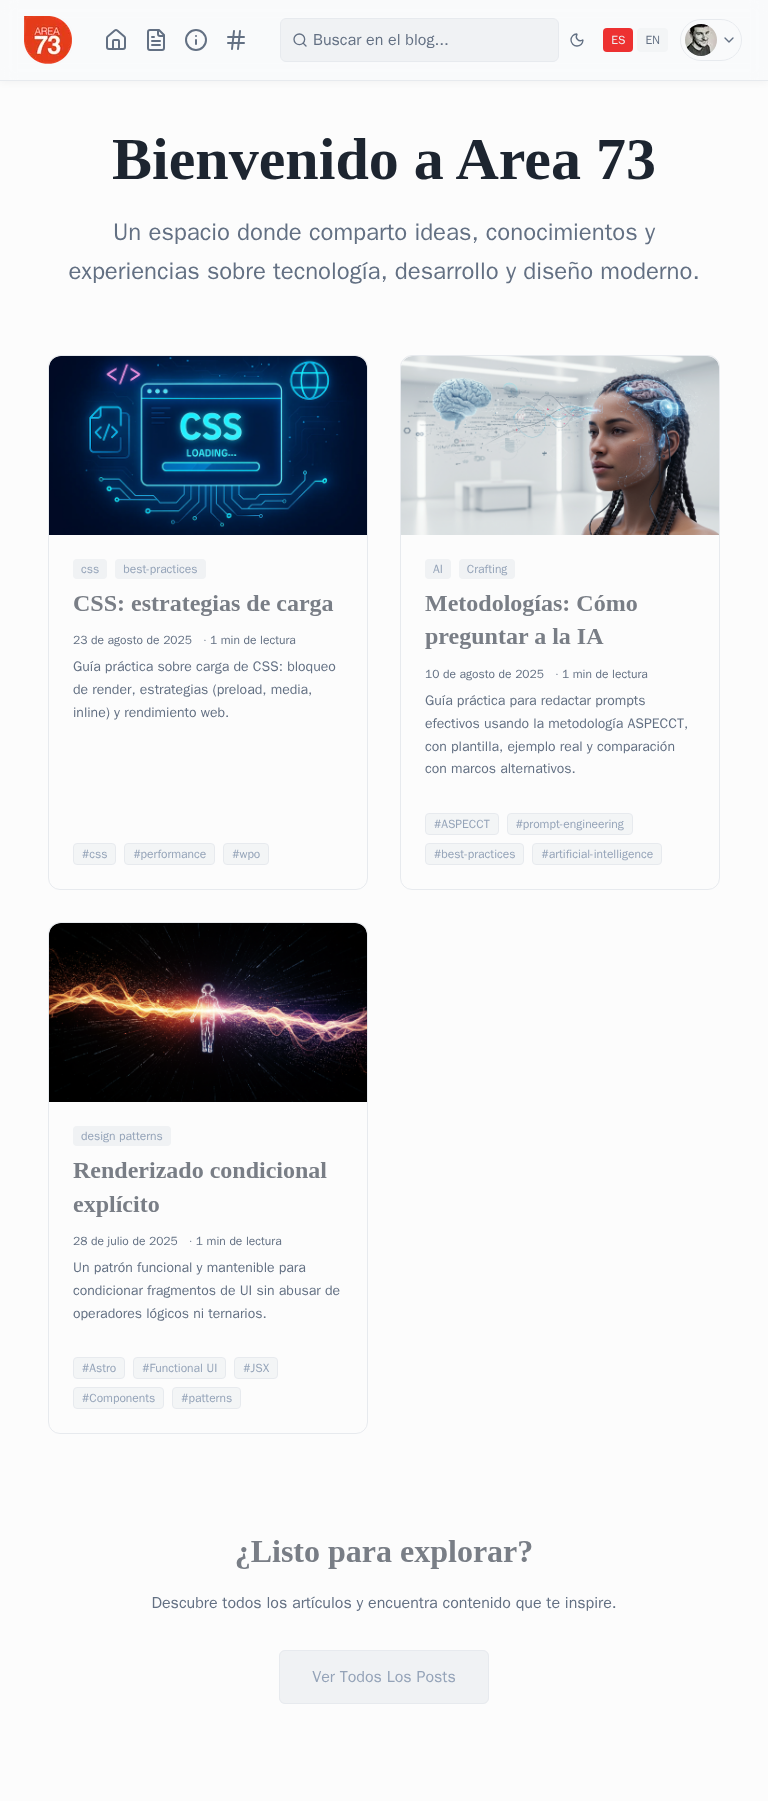 AREA
73
Buscar en el blog...
ES
EN
Bienvenido a Area 73
Un espacio donde comparto ideas, conocimientos y
experiencias sobre tecnología, desarrollo y diseño moderno.
</>
</>
CSS
LOADING...
css
best-practices
CSS: estrategias de carga
23 de agosto de 2025 · 1 min de lectura
Guía práctica sobre carga de CSS: bloqueo
de render, estrategias (preload, media,
inline) y rendimiento web.
#css
#performance
#wpo
AI
Crafting
Metodologías: Cómo
preguntar a la IA
10 de agosto de 2025 · 1 min de lectura
Guía práctica para redactar prompts
efectivos usando la metodología ASPECCT,
con plantilla, ejemplo real y comparación
con marcos alternativos.
#ASPECCT
#prompt-engineering
#best-practices
#artificial-intelligence
design patterns
Renderizado condicional
explícito
28 de julio de 2025 · 1 min de lectura
Un patrón funcional y mantenible para
condicionar fragmentos de UI sin abusar de
operadores lógicos ni ternarios.
#Astro
#Functional UI
#JSX
#Components
#patterns
¿Listo para explorar?
Descubre todos los artículos y encuentra contenido que te inspire.
Ver Todos Los Posts